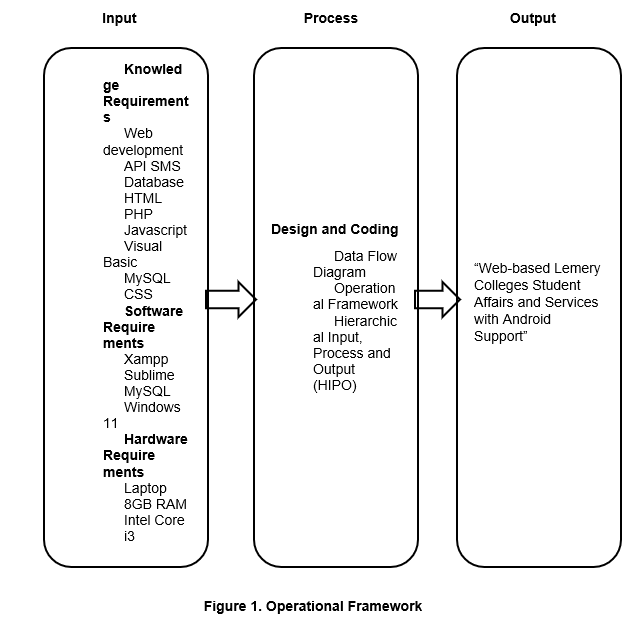 Input
Process
Output
Knowled
ge
Requirement
s
Web
development
API SMS
Database
HTML
PHP
Javascript
Visual
Basic
MySQL
CSS
Software
Require
ments
Xampp
Sublime
MySQL
Windows
11
Hardware
Require
ments
Laptop
8GB RAM
Intel Core
i3
Design and Coding
Data Flow
Diagram
Operation
al Framework
Hierarchic
al Input,
Process and
Output
(HIPO)
“Web-based Lemery
Colleges Student
Affairs and Services
with Android
Support”
Figure 1. Operational Framework